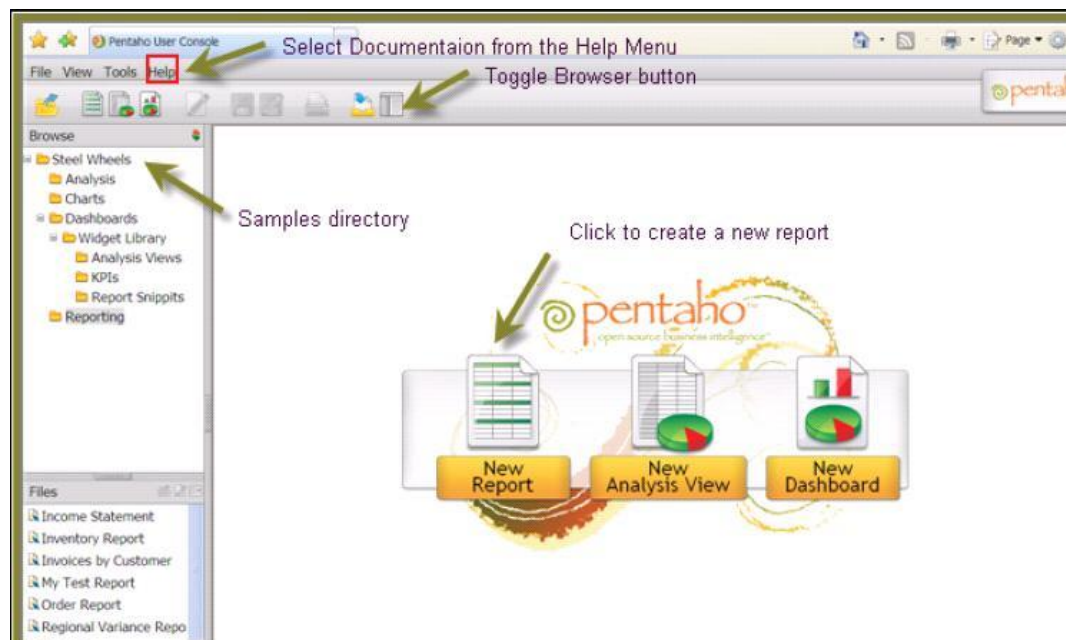 Pentaho User Console
Page
Select Documentaion from the Help Menu
File View Tools Help
Toggle Browser button
Browse
Steel Wheels
Analysis
Charts
Dashboards
Widget Library
Analysis Views
KPIs
Report Snippits
Reporting
Samples directory
Click to create a new report
pentaho
open source business intelligence
New
Report
New
Analysis View
New
Dashboard
Files
Income Statement
Inventory Report
Invoices by Customer
My Test Report
Order Report
Regional Variance Repo